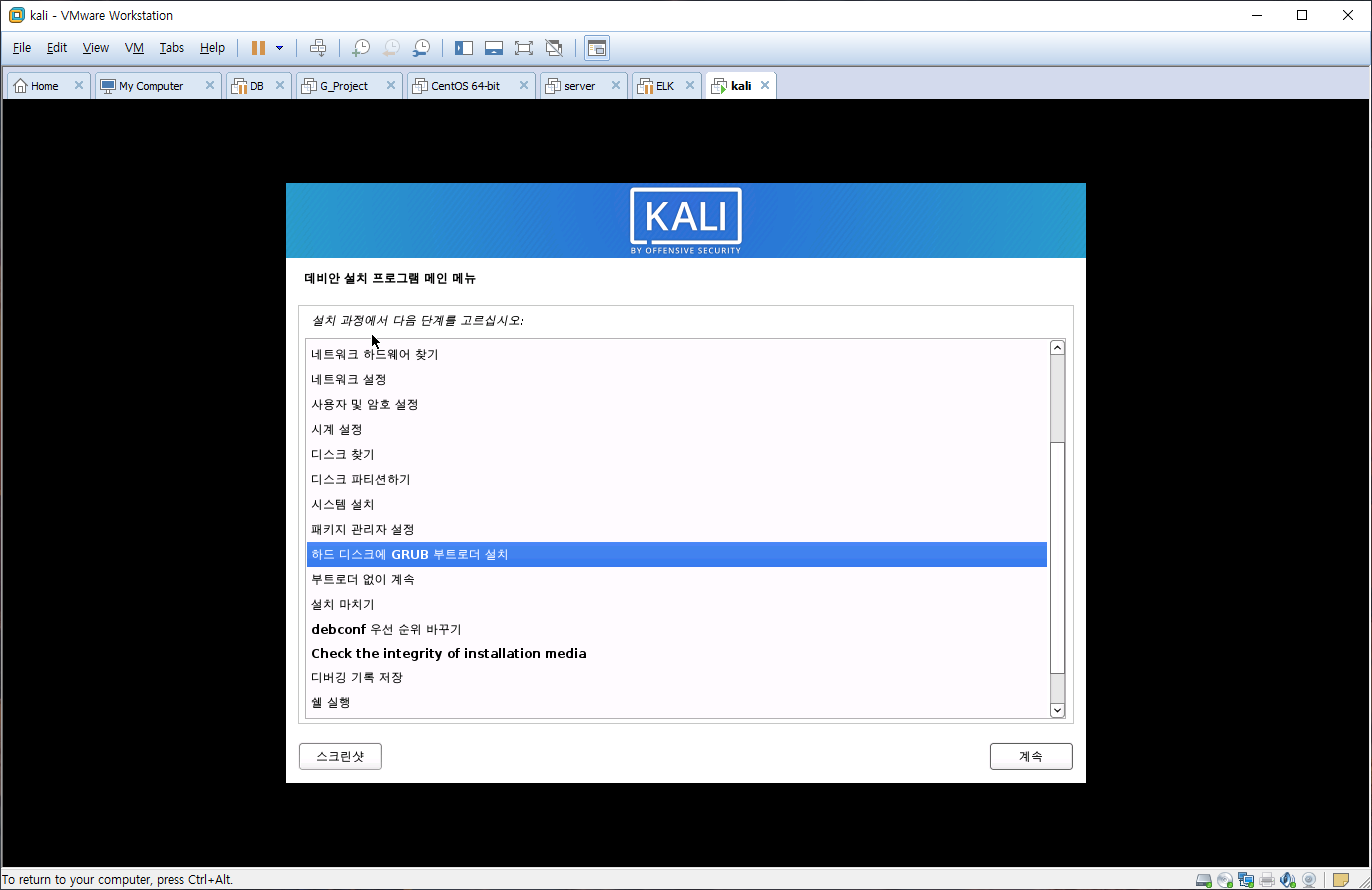 kali - VMware Workstation
File Edit View VM Tabs Help
Home My Computer DB G_Project CentOS 64-bit server ELK kali
KALI
BY OFFENSIVE SECURITY
데비안 설치 프로그램 메인 메뉴
설치 과정에서 다음 단계를 고르십시오:
네트워크 하드웨어 찾기
네트워크 설정
사용자 및 암호 설정
시계 설정
디스크 찾기
디스크 파티션하기
시스템 설치
패키지 관리자 설정
하드 디스크에 GRUB 부트로더 설치
부트로더 없이 계속
설치 마치기
debconf 우선 순위 바꾸기
Check the integrity of installation media
디버깅 기록 저장
쉘 실행
스크린샷 계속
To return to your computer, press Ctrl+Alt.